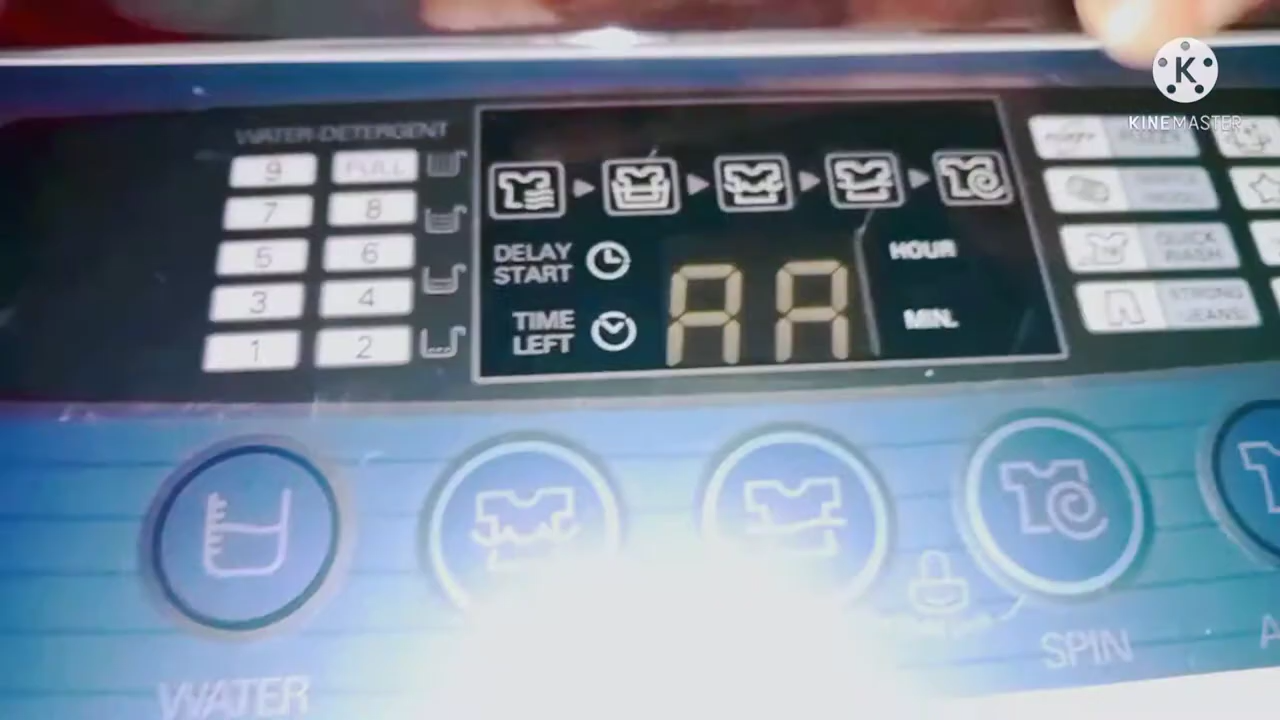 K
KINEMASTER
WATER-DETERGENT
9 FULL
7 8
5 6
3 4
1 2
DELAY
START
TIME
LEFT
AA
HOUR
MIN.
QUICK
WASH
STRONG
JEANS
WATER
SPIN